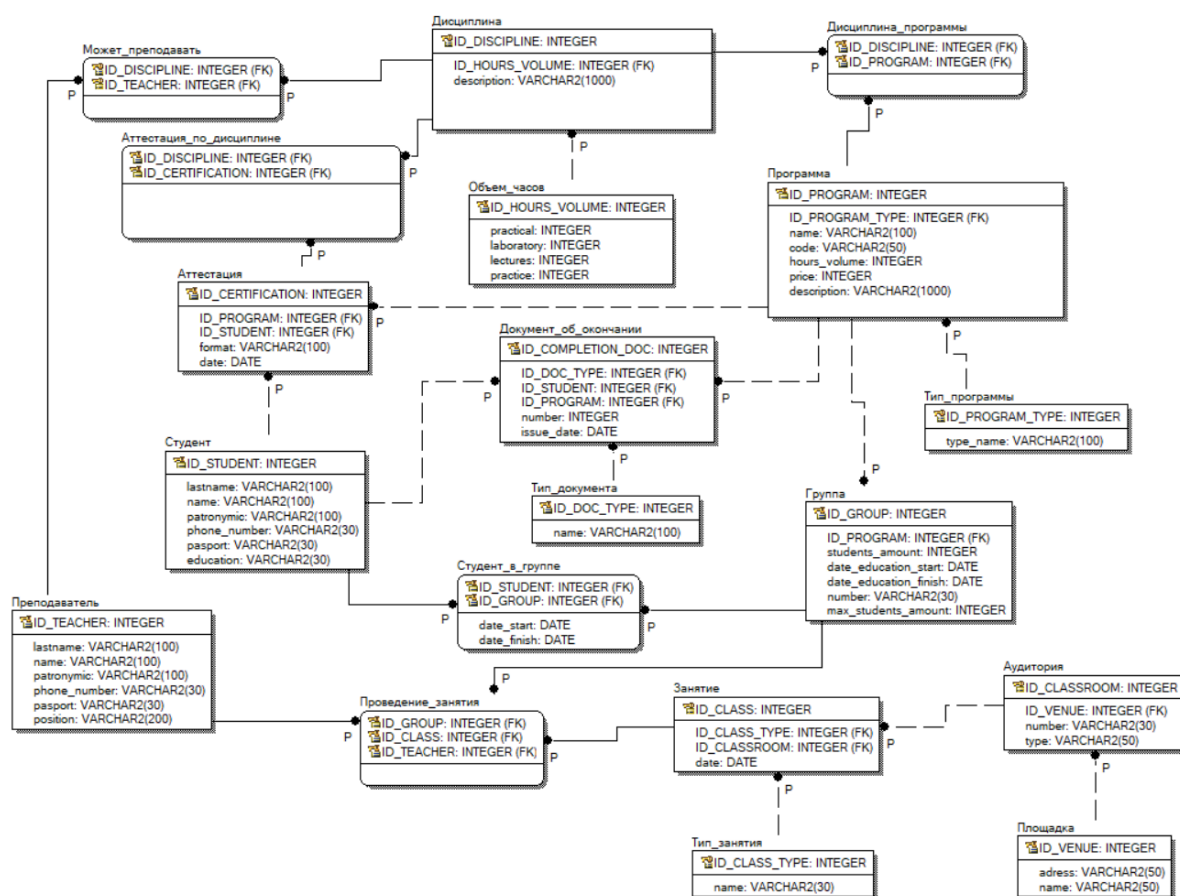 Дисциплина
ID_DISCIPLINE: INTEGER
ID_HOURS_VOLUME: INTEGER (FK)
description: VARCHAR2(1000)
Дисциплина_программы
ID_DISCIPLINE: INTEGER (FK)
ID_PROGRAM: INTEGER (FK)
Может_преподавать
ID_DISCIPLINE: INTEGER (FK)
ID_TEACHER: INTEGER (FK)
P
P
P
P
P
Аттестация_по_дисциплине
ID_DISCIPLINE: INTEGER (FK)
ID_CERTIFICATION: INTEGER (FK)
P
P
P
Объем_часов
ID_HOURS_VOLUME: INTEGER
practical: INTEGER
laboratory: INTEGER
lectures: INTEGER
practice: INTEGER
Программа
ID_PROGRAM: INTEGER
ID_PROGRAM_TYPE: INTEGER (FK)
name: VARCHAR2(100)
code: VARCHAR2(50)
hours_volume: INTEGER
price: INTEGER
description: VARCHAR2(1000)
Аттестация
ID_CERTIFICATION: INTEGER
ID_PROGRAM: INTEGER (FK)
ID_STUDENT: INTEGER (FK)
format: VARCHAR2(100)
date: DATE
P
P
P
Документ_об_окончании
ID_COMPLETION_DOC: INTEGER
ID_DOC_TYPE: INTEGER (FK)
ID_STUDENT: INTEGER (FK)
ID_PROGRAM: INTEGER (FK)
number: INTEGER
issue_date: DATE
P
P
P
Тип_программы
ID_PROGRAM_TYPE: INTEGER
type_name: VARCHAR2(100)
Студент
ID_STUDENT: INTEGER
lastname: VARCHAR2(100)
name: VARCHAR2(100)
patronymic: VARCHAR2(100)
phone_number: VARCHAR2(30)
pasport: VARCHAR2(30)
education: VARCHAR2(30)
Тип_документа
ID_DOC_TYPE: INTEGER
name: VARCHAR2(100)
P
Группа
ID_GROUP: INTEGER
ID_PROGRAM: INTEGER (FK)
students_amount: INTEGER
date_education_start: DATE
date_education_finish: DATE
number: VARCHAR2(30)
max_students_amount: INTEGER
Студент_в_группе
ID_STUDENT: INTEGER (FK)
ID_GROUP: INTEGER (FK)
date_start: DATE
date_finish: DATE
P
P
Преподаватель
ID_TEACHER: INTEGER
lastname: VARCHAR2(100)
name: VARCHAR2(100)
patronymic: VARCHAR2(100)
phone_number: VARCHAR2(30)
pasport: VARCHAR2(30)
position: VARCHAR2(200)
P
Проведение_занятия
ID_GROUP: INTEGER (FK)
ID_CLASS: INTEGER (FK)
ID_TEACHER: INTEGER (FK)
P
P
Занятие
ID_CLASS: INTEGER
ID_CLASS_TYPE: INTEGER (FK)
ID_CLASSROOM: INTEGER (FK)
date: DATE
P
P
Аудитория
ID_CLASSROOM: INTEGER
ID_VENUE: INTEGER (FK)
number: VARCHAR2(30)
type: VARCHAR2(50)
P
Тип_занятия
ID_CLASS_TYPE: INTEGER
name: VARCHAR2(30)
Площадка
ID_VENUE: INTEGER
adress: VARCHAR2(50)
name: VARCHAR2(50)